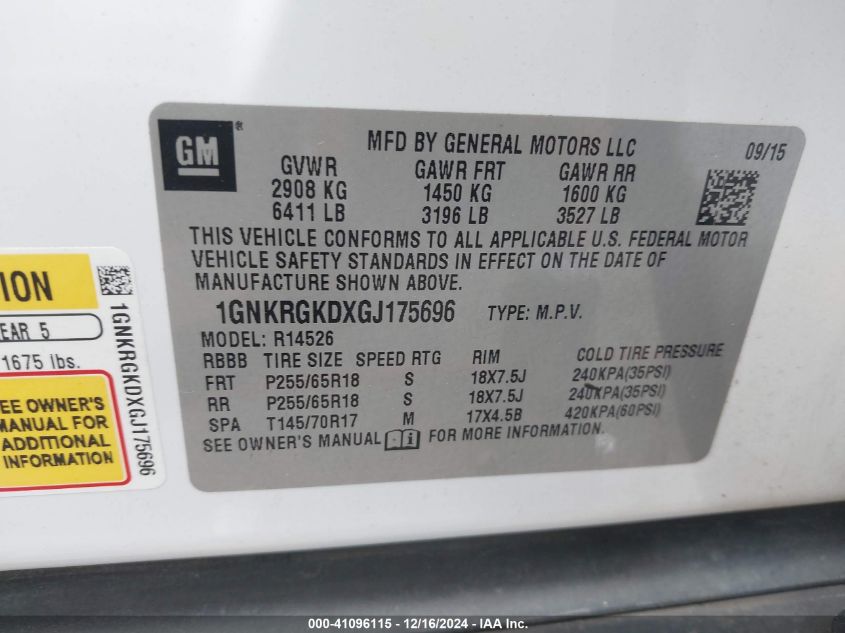 GM
MFD BY GENERAL MOTORS LLC 09/15
GVWR GAWR FRT GAWR RR
2908 KG 1450 KG 1600 KG
6411 LB 3196 LB 3527 LB
THIS VEHICLE CONFORMS TO ALL APPLICABLE U.S. FEDERAL MOTOR
VEHICLE SAFETY STANDARDS IN EFFECT ON THE DATE OF
MANUFACTURE SHOWN ABOVE.
1GNKRGKDXGJ175696 TYPE: M.P.V.
MODEL: R14526
RBBB TIRE SIZE SPEED RTG RIM COLD TIRE PRESSURE
FRT P255/65R18 S 18X7.5J 240KPA(35PSI)
RR P255/65R18 S 18X7.5J 240KPA(35PSI)
SPA T145/70R17 M 17X4.5B 420KPA(60PSI)
SEE OWNER'S MANUAL i FOR MORE INFORMATION.
5
1675 lbs.
OWNER'S
MANUAL FOR
ADDITIONAL
INFORMATION
1GNKRGKDXGJ175696
000-41096115 - 12/16/2024 - IAA Inc.